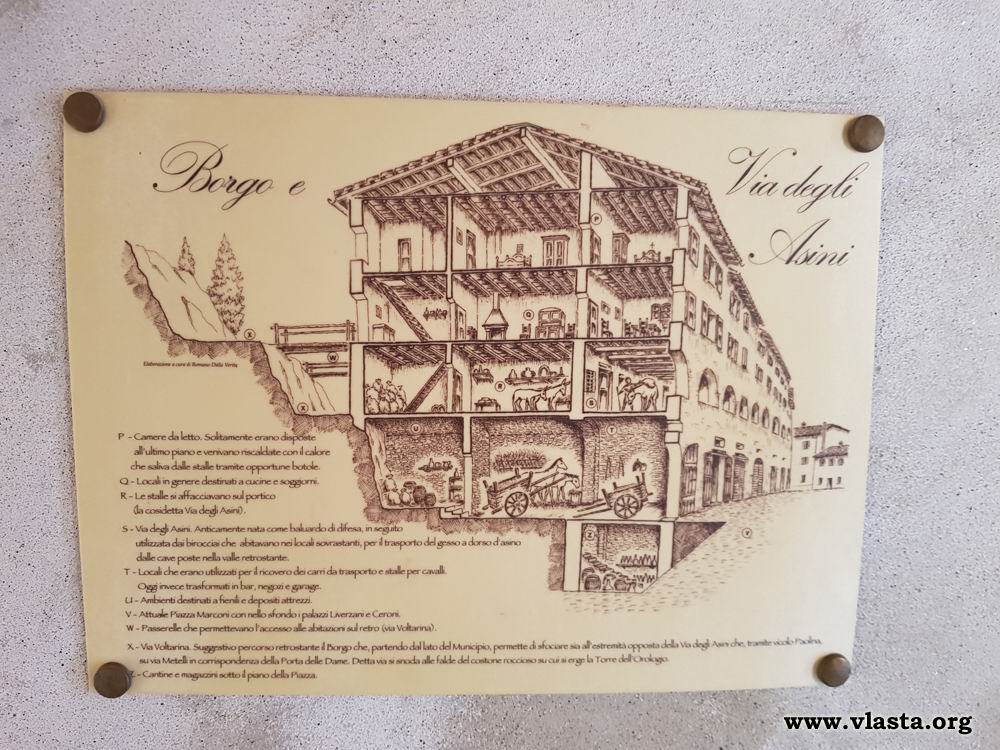 Borgo e
Via degli
Asini
Elaborazione a cura di Romano Dalla Verità
P - Camere da letto. Solitamente erano disposte
all'ultimo piano e venivano riscaldate con il calore
che saliva dalle stalle tramite opportune botole.
Q - Locali in genere destinati a cucine e soggiorni.
R - Le stalle si affacciavano sul portico
(la cosidetta Via degli Asini).
S - Via degli Asini. Anticamente nata come baluardo di difesa, in seguito
utilizzata dai birocciai che abitavano nei locali sovrastanti, per il trasporto del gesso a dorso d'asino
dalle cave poste nella valle retrostante.
T - Locali che erano utilizzati per il ricovero dei carri da trasporto e stalle per cavalli.
Oggi invece trasformati in bar, negozi e garage.
U - Ambienti destinati a fienili e depositi attrezzi.
V - Attuale Piazza Marconi con nello sfondo i palazzi Liverzani e Ceroni.
W - Passerelle che permettevano l'accesso alle abitazioni sul retro (via Voltarina).
X - Via Voltarina. Suggestivo percorso retrostante il Borgo che, partendo dal lato del Municipio, permette di sfociare sia all'estremità opposta della Via degli Asini che, tramite vicolo Paolina,
su via Metelli in corrispondenza della Porta delle Dame. Detta via si snoda alle falde del costone roccioso su cui si erge la Torre dell'Orologio.
Z - Cantine e magazzini sotto il piano della Piazza.
P
Q
X
W
R
S
X
U
T
V
Z
www.vlasta.org